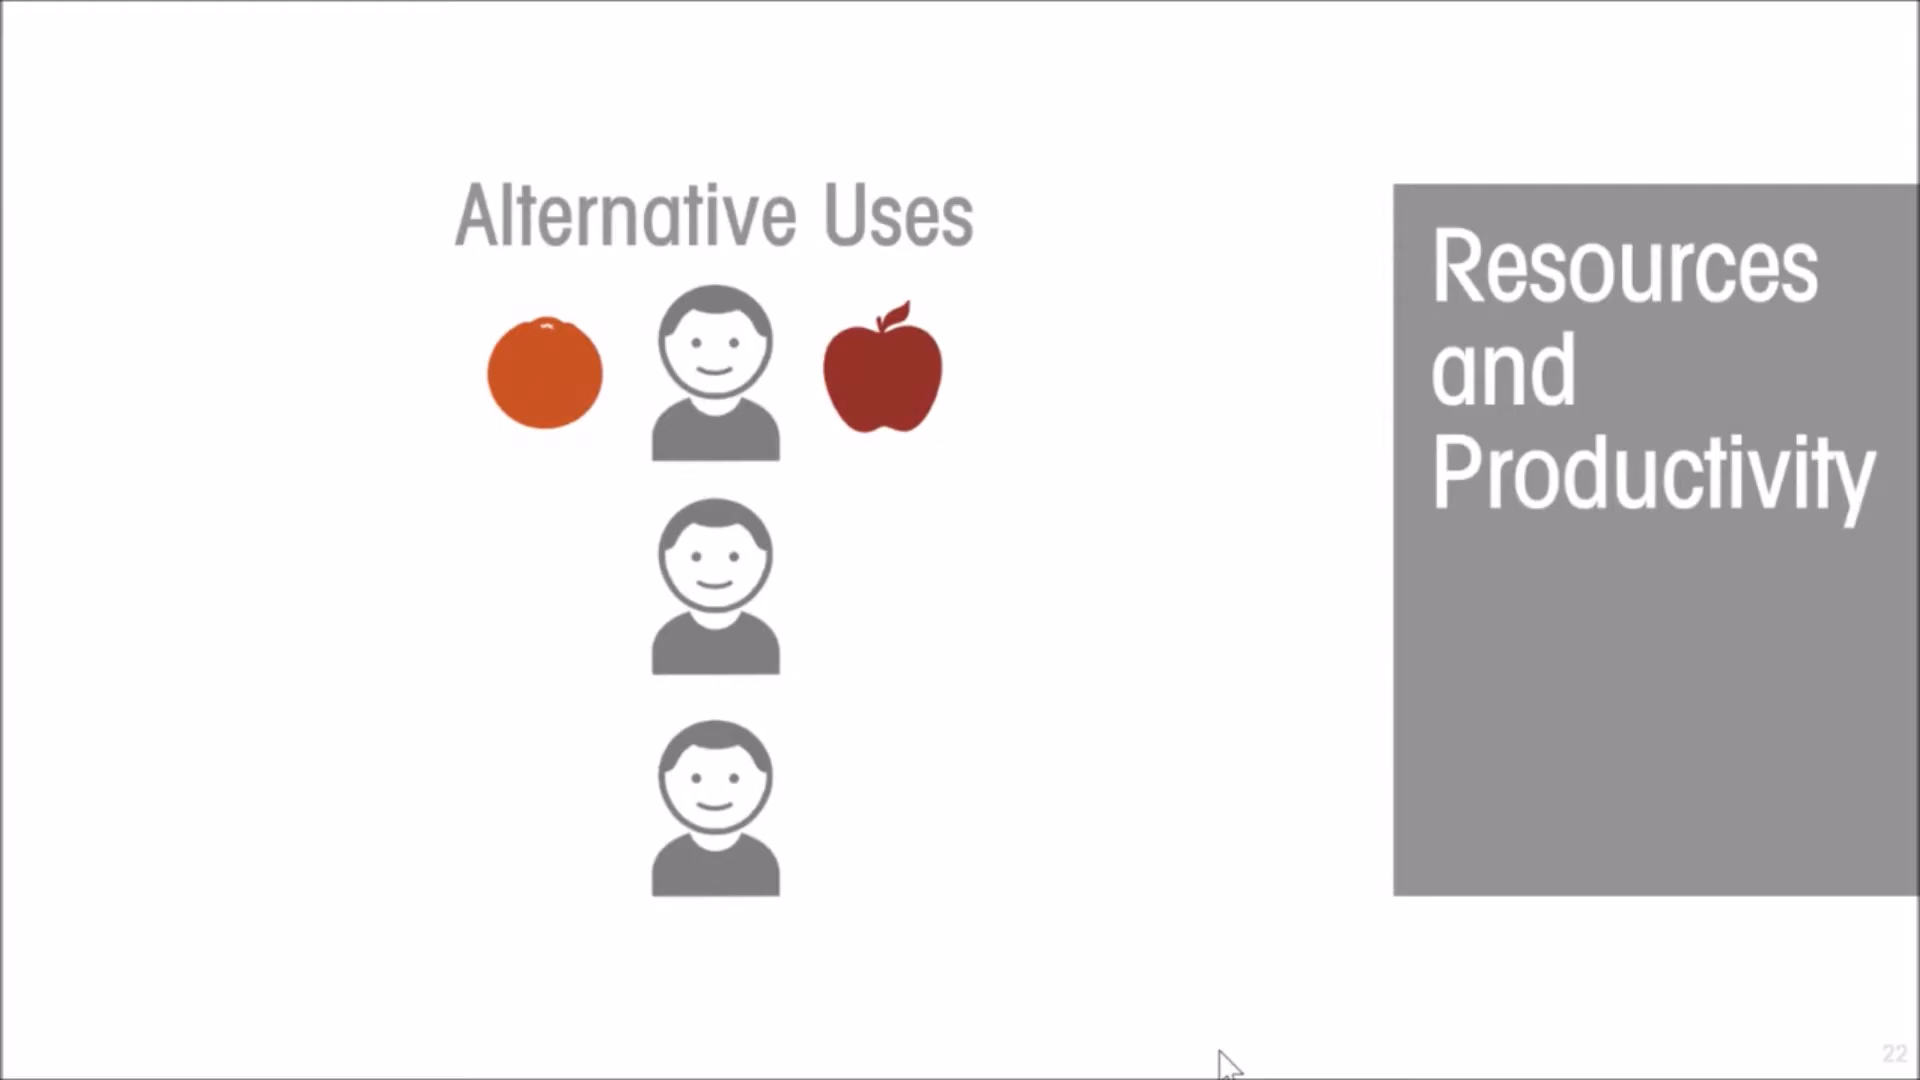 Alternative Uses
Resources
and
Productivity
22